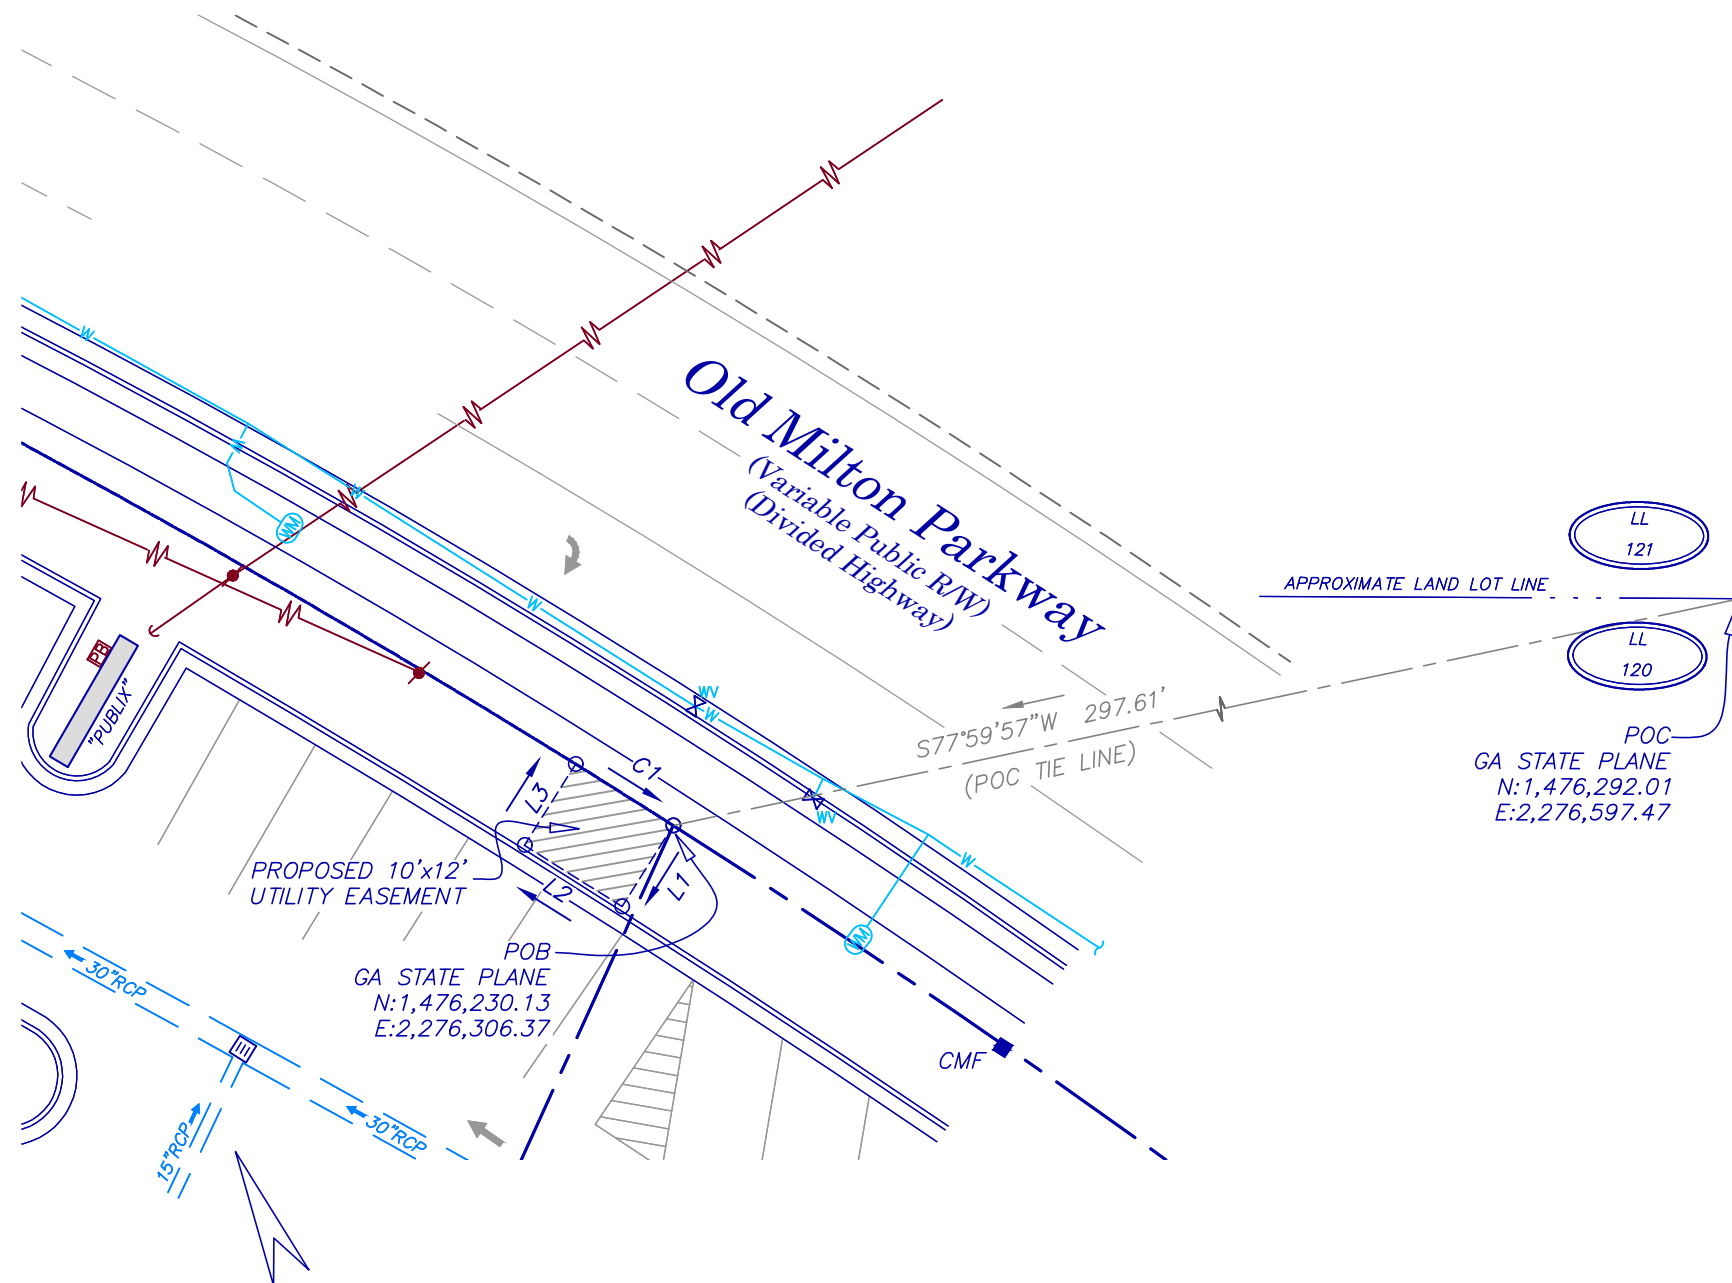 Old Milton Parkway
(Variable Public R/W)
(Divided Highway)
W
W
WM
W
W
WV
W
WV
W
WM
LL
121
APPROXIMATE LAND LOT LINE
LL
120
S77°59'57"W 297.61'
(POC TIE LINE)
POC
GA STATE PLANE
N:1,476,292.01
E:2,276,597.47
PB
"PUBLIX"
C1
L3
L1
L2
PROPOSED 10'x12'
UTILITY EASEMENT
POB
GA STATE PLANE
N:1,476,230.13
E:2,276,306.37
CMF
30"RCP
30"RCP
15"RCP